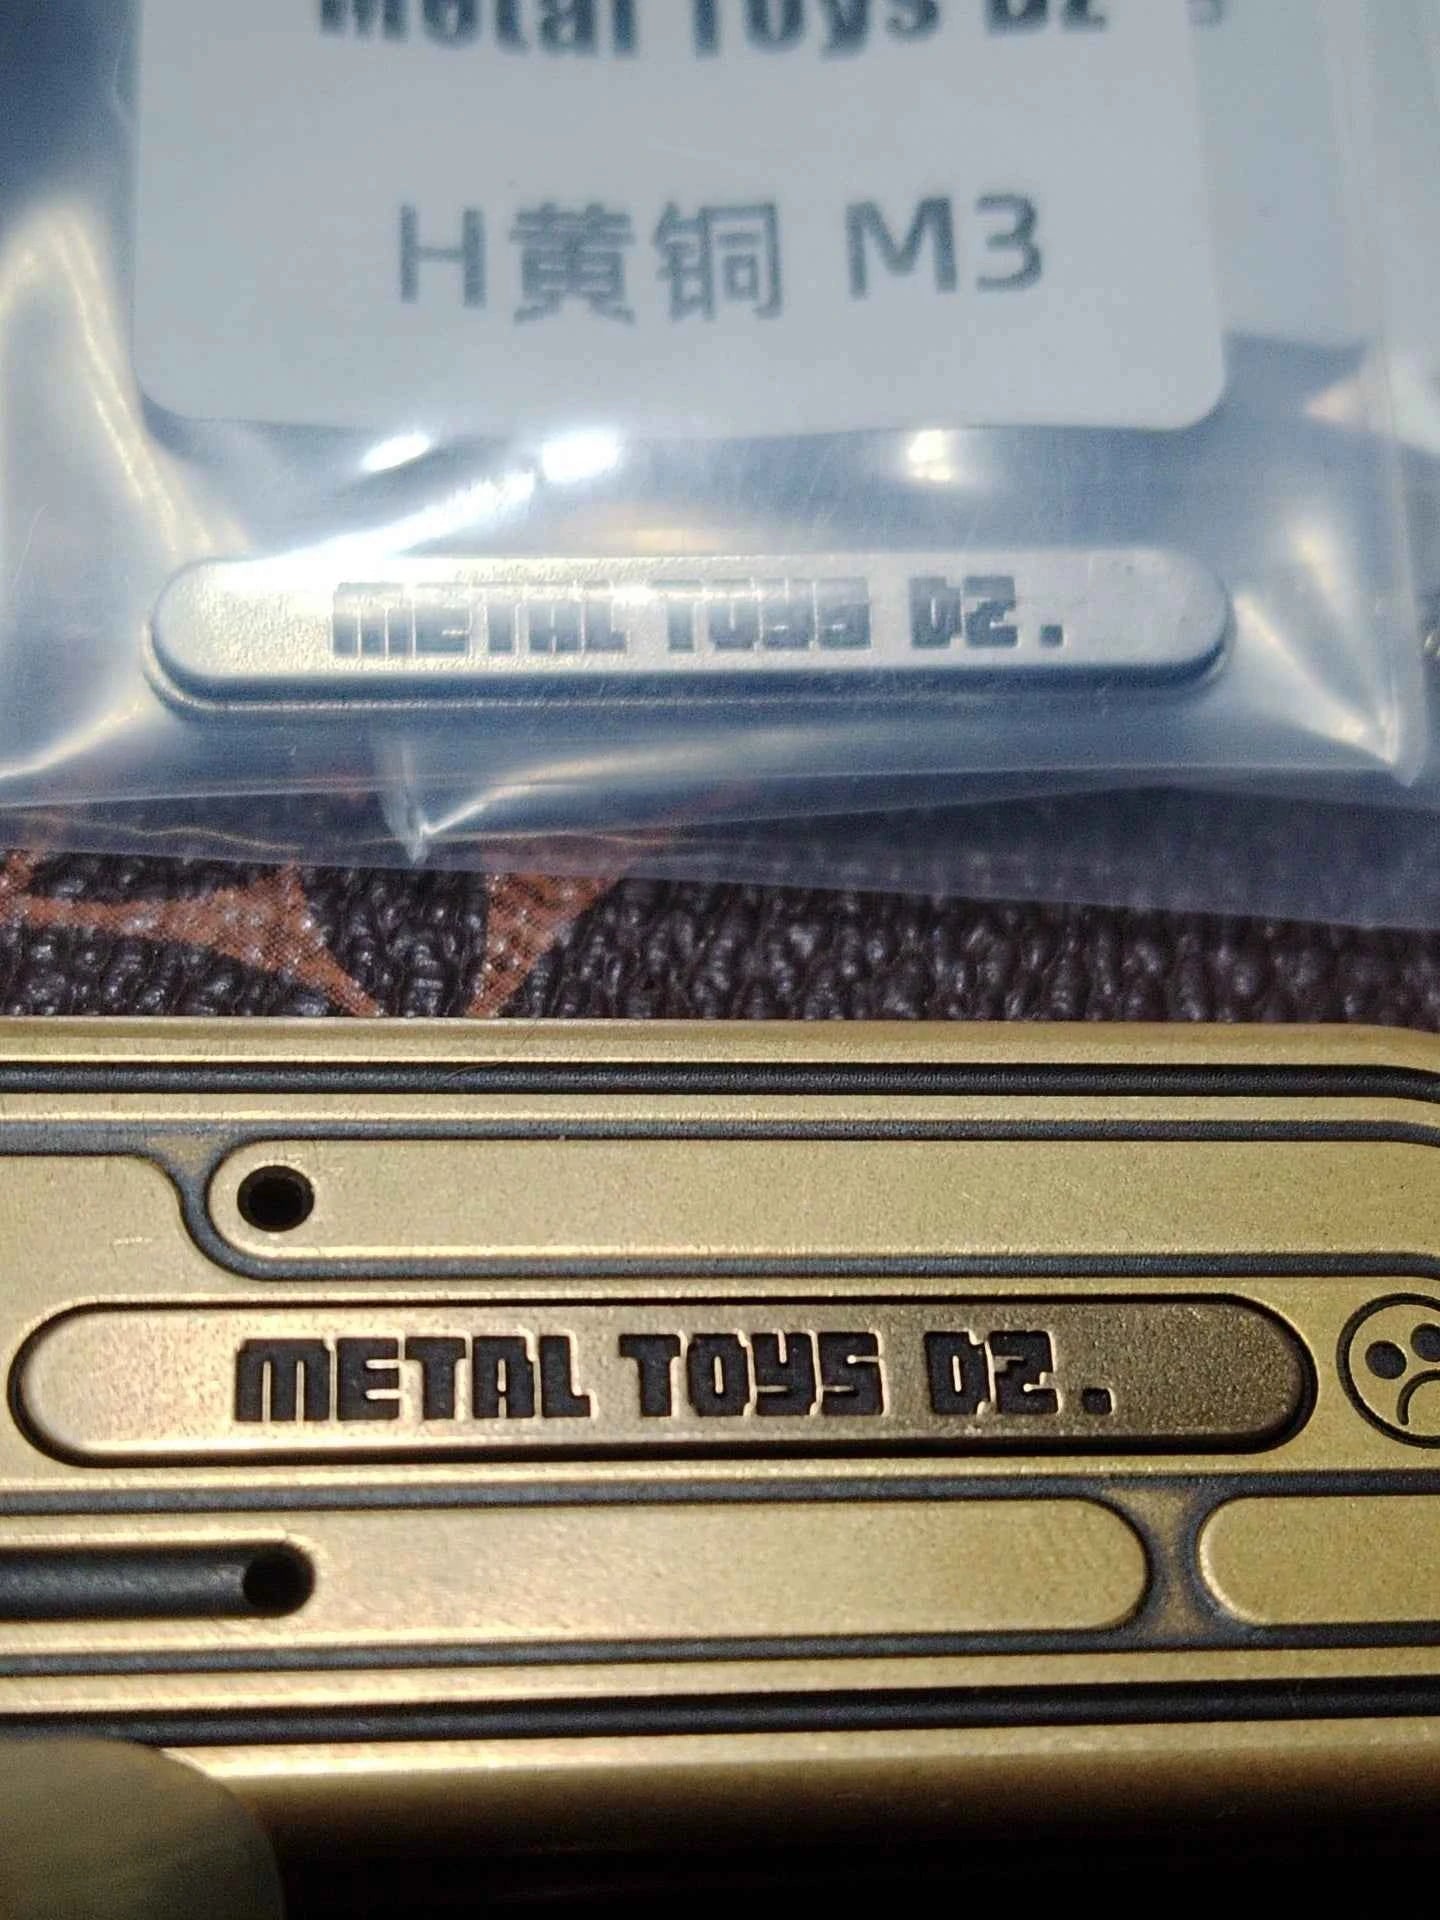 Metal Toys DZ
H黄铜 M3
METAL TOYS DZ.
METAL TOYS DZ.